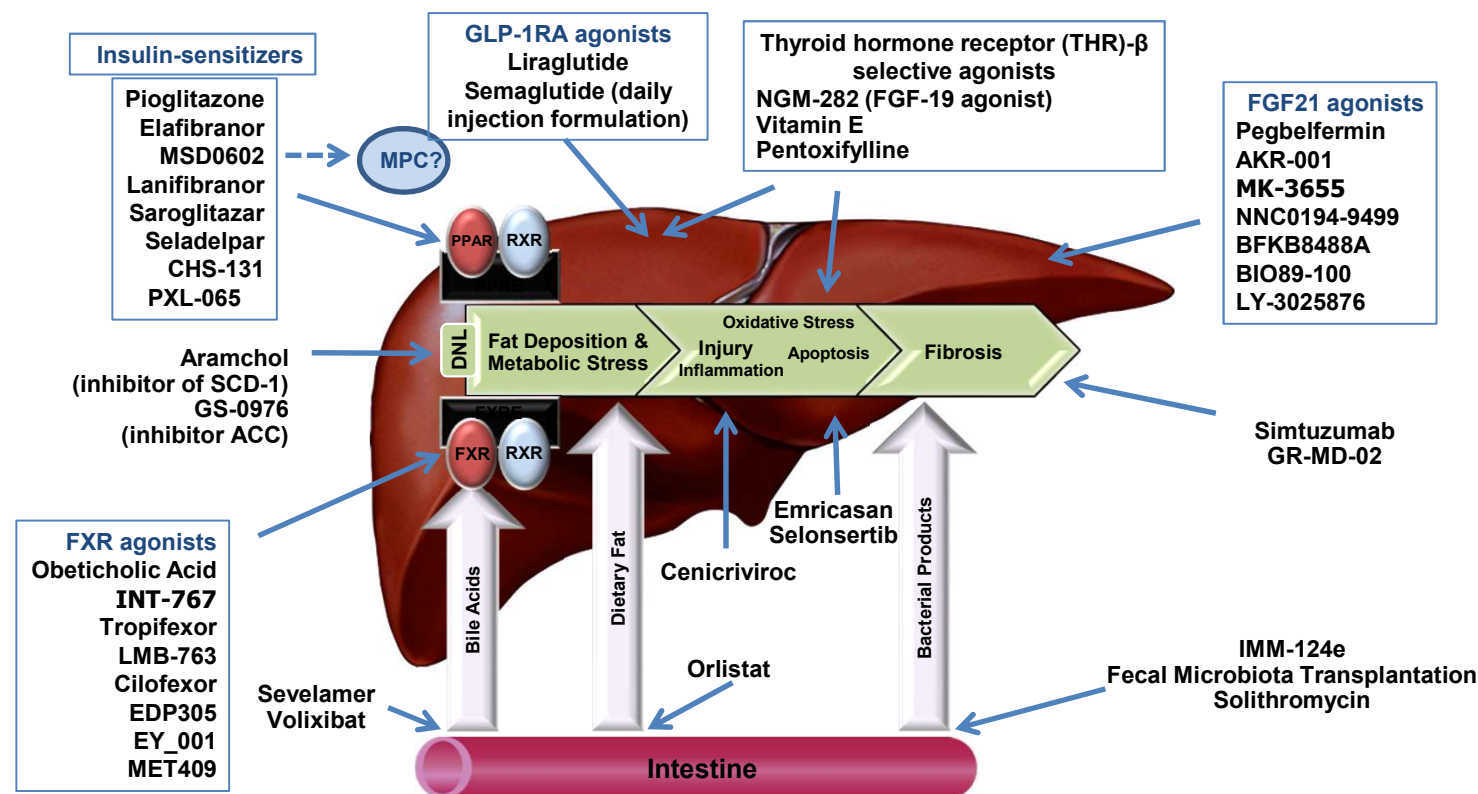 Insulin-sensitizers
Pioglitazone
Elafibranor
MSD0602
Lanifibranor
Saroglitazar
Seladelpar
CHS-131
PXL-065
MPC?
GLP-1RA agonists
Liraglutide
Semaglutide (daily
injection formulation)
Thyroid hormone receptor (THR)-β
selective agonists
NGM-282 (FGF-19 agonist)
Vitamin E
Pentoxifylline
FGF21 agonists
Pegbelfermin
AKR-001
MK-3655
NNC0194-9499
BFKB8488A
BIO89-100
LY-3025876
PPAR
RXR
PPRE
DNL
Fat Deposition &
Metabolic Stress
Oxidative Stress
Injury
Apoptosis
Inflammation
Fibrosis
Aramchol
(inhibitor of SCD-1)
GS-0976
(inhibitor ACC)
FXRE
FXR
RXR
Simtuzumab
GR-MD-02
FXR agonists
Obeticholic Acid
INT-767
Tropifexor
LMB-763
Cilofexor
EDP305
EY_001
MET409
Emricasan
Selonsertib
Cenicriviroc
Bile Acids
Dietary Fat
Bacterial Products
Sevelamer
Volixibat
Orlistat
IMM-124e
Fecal Microbiota Transplantation
Solithromycin
Intestine